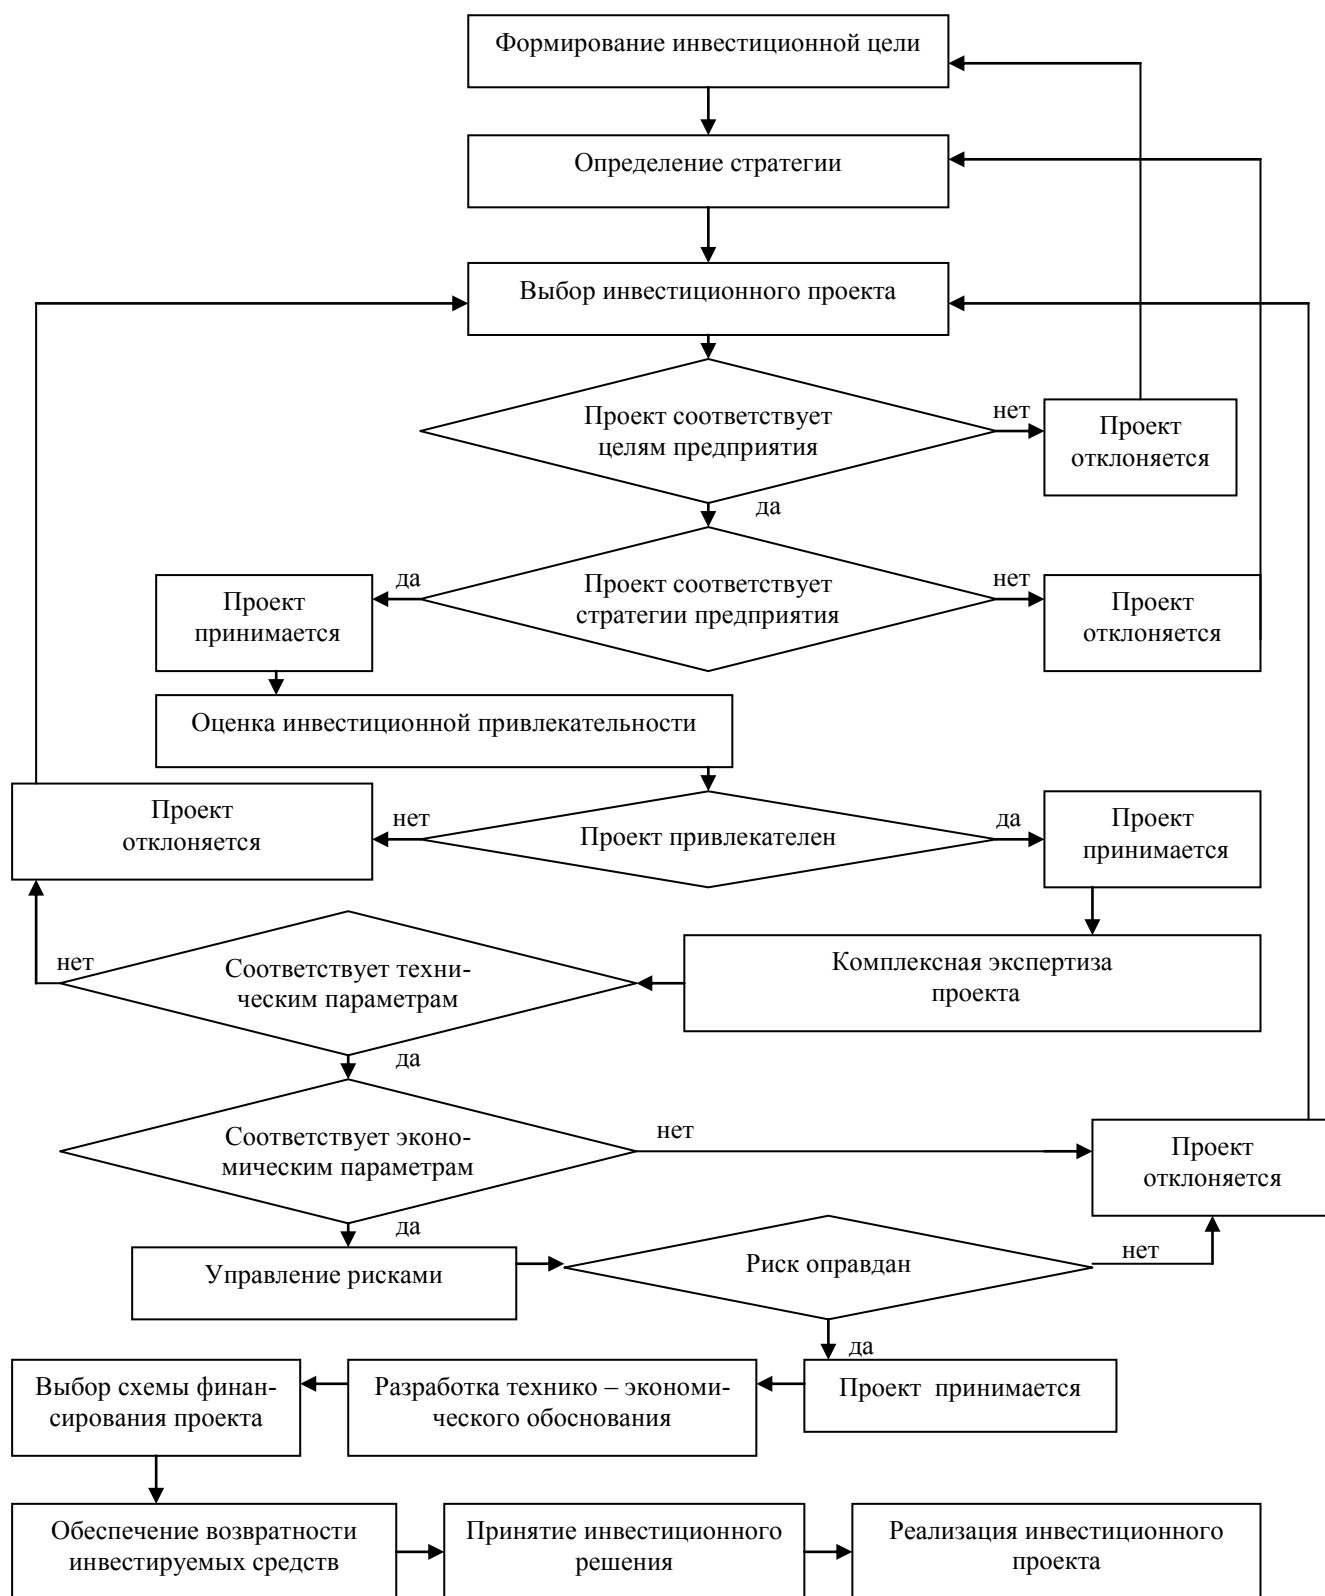 Формирование инвестиционной цели
Определение стратегии
Выбор инвестиционного проекта
Проект соответствует
целям предприятия
нет
Проект
отклоняется
да
Проект соответствует
стратегии предприятия
да
Проект
принимается
нет
Проект
отклоняется
Оценка инвестиционной привлекательности
Проект
отклоняется
нет
Проект привлекателен
да
Проект
принимается
нет
Соответствует техни-
ческим параметрам
Комплексная экспертиза
проекта
да
Соответствует эконо-
мическим параметрам
нет
Проект
отклоняется
да
Управление рисками
Риск оправдан
нет
да
Выбор схемы финан-
сирования проекта
Разработка технико – экономи-
ческого обоснования
Проект  принимается
Обеспечение возвратности
инвестируемых средств
Принятие инвестиционного
решения
Реализация инвестиционного
проекта